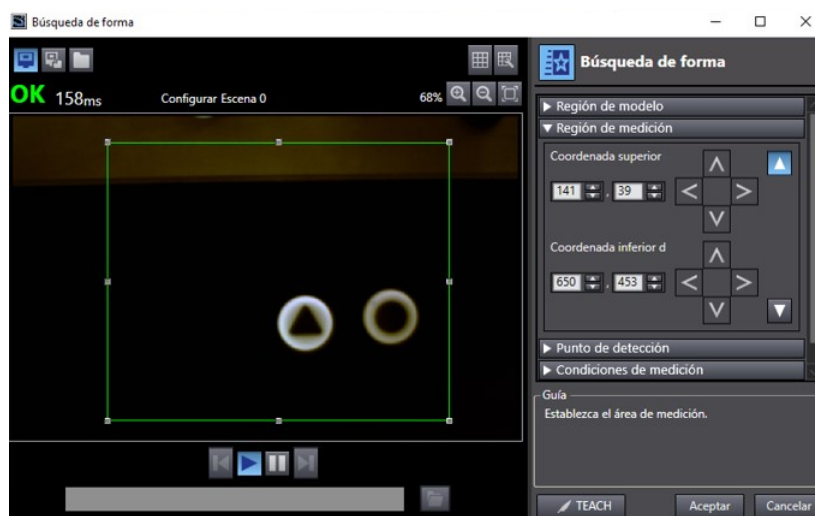 Búsqueda de forma
OK 158ms
Configurar Escena 0
68%
Búsqueda de forma
Región de modelo
Región de medición
Coordenada superior
141 , 39
Coordenada inferior d
650 , 453
Punto de detección
Condiciones de medición
Guía
Establezca el área de medición.
TEACH
Aceptar
Cancelar